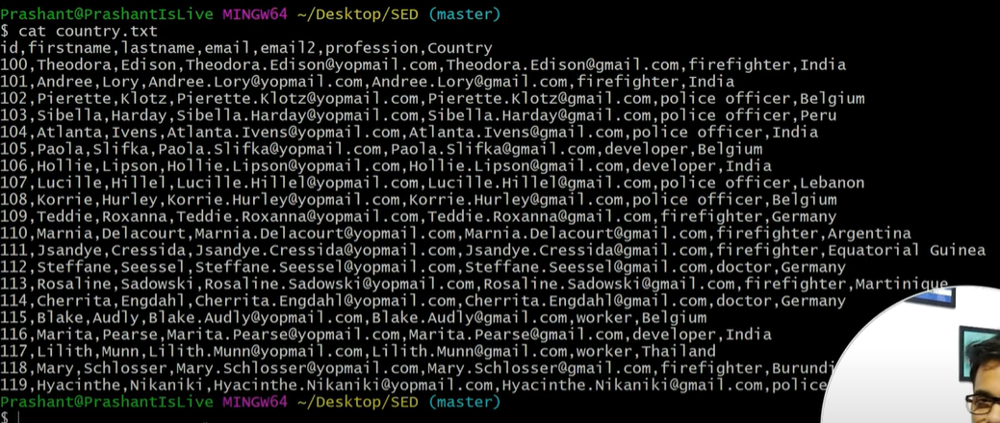 Prashant@PrashantIsLive MINGW64 ~/Desktop/SED (master)
$ cat country.txt
id,firstname,lastname,email,email2,profession,Country
100,Theodora,Edison,Theodora.Edison@yopmail.com,Theodora.Edison@gmail.com,firefighter,India
101,Andree,Lory,Andree.Lory@yopmail.com,Andree.Lory@gmail.com,firefighter,India
102,Pierette,Klotz,Pierette.Klotz@yopmail.com,Pierette.Klotz@gmail.com,police officer,Belgium
103,Sibella,Harday,Sibella.Harday@yopmail.com,Sibella.Harday@gmail.com,police officer,Peru
104,Atlanta,Ivens,Atlanta.Ivens@yopmail.com,Atlanta.Ivens@gmail.com,police officer,India
105,Paola,Slifka,Paola.Slifka@yopmail.com,Paola.Slifka@gmail.com,developer,Belgium
106,Hollie,Lipson,Hollie.Lipson@yopmail.com,Hollie.Lipson@gmail.com,developer,India
107,Lucille,Hillel,Lucille.Hillel@yopmail.com,Lucille.Hillel@gmail.com,police officer,Lebanon
108,Korrie,Hurley,Korrie.Hurley@yopmail.com,Korrie.Hurley@gmail.com,police officer,Belgium
109,Teddie,Roxanna,Teddie.Roxanna@yopmail.com,Teddie.Roxanna@gmail.com,firefighter,Germany
110,Marnia,Delacourt,Marnia.Delacourt@yopmail.com,Marnia.Delacourt@gmail.com,firefighter,Argentina
111,Jsandye,Cressida,Jsandye.Cressida@yopmail.com,Jsandye.Cressida@gmail.com,firefighter,Equatorial Guinea
112,Steffane,Seessel,Steffane.Seessel@yopmail.com,Steffane.Seessel@gmail.com,doctor,Germany
113,Rosaline,Sadowski,Rosaline.Sadowski@yopmail.com,Rosaline.Sadowski@gmail.com,firefighter,Martinique
114,Cherrita,Engdahl,Cherrita.Engdahl@yopmail.com,Cherrita.Engdahl@gmail.com,doctor,Germany
115,Blake,Audly,Blake.Audly@yopmail.com,Blake.Audly@gmail.com,worker,Belgium
116,Marita,Pearse,Marita.Pearse@yopmail.com,Marita.Pearse@gmail.com,developer,India
117,Lilith,Munn,Lilith.Munn@yopmail.com,Lilith.Munn@gmail.com,worker,Thailand
118,Mary,Schlosser,Mary.Schlosser@yopmail.com,Mary.Schlosser@gmail.com,firefighter,Burundi
119,Hyacinthe,Nikaniki,Hyacinthe.Nikaniki@yopmail.com,Hyacinthe.Nikaniki@gmail.com,police
Prashant@PrashantIsLive MINGW64 ~/Desktop/SED (master)
$